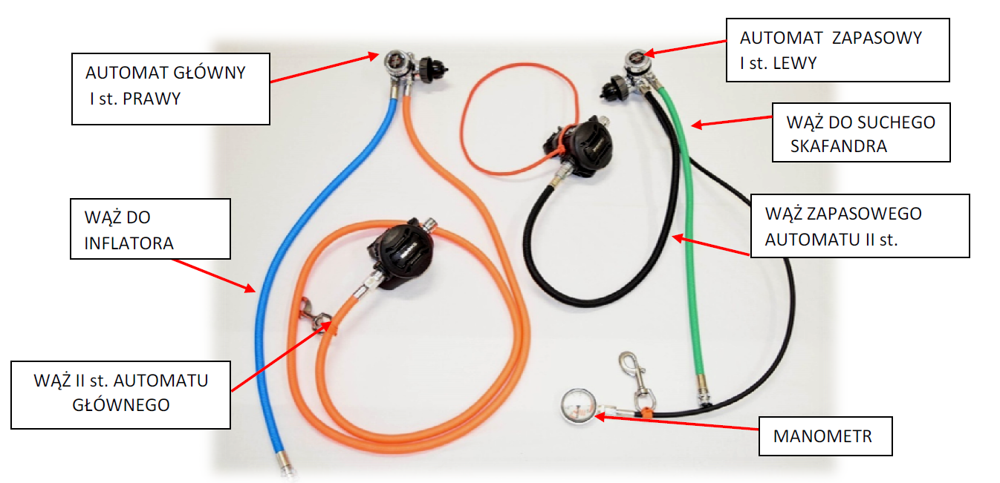 AUTOMAT GŁÓWNY
I st. PRAWY
AUTOMAT ZAPASOWY
I st. LEWY
WĄŻ DO SUCHEGO
SKAFANDRA
WĄŻ DO
INFLATORA
WĄŻ ZAPASOWEGO
AUTOMATU II st.
WĄŻ II st. AUTOMATU
GŁÓWNEGO
MANOMETR